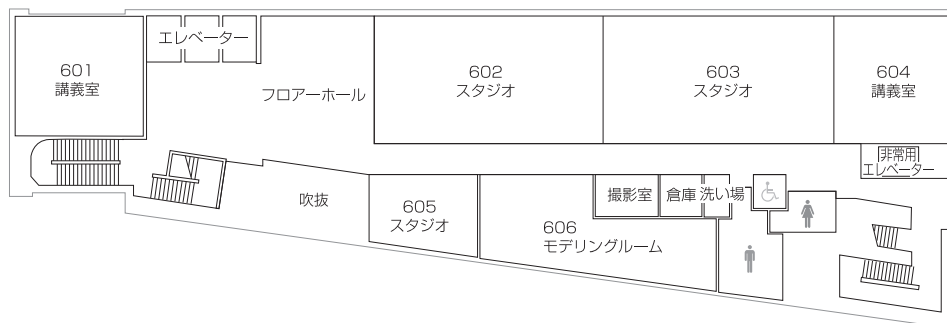 エレベーター
601
講義室
フロアーホール
602
スタジオ
603
スタジオ
604
講義室
非常用
エレベーター
吹抜
605
スタジオ
606
モデリングルーム
撮影室
倉庫
洗い場